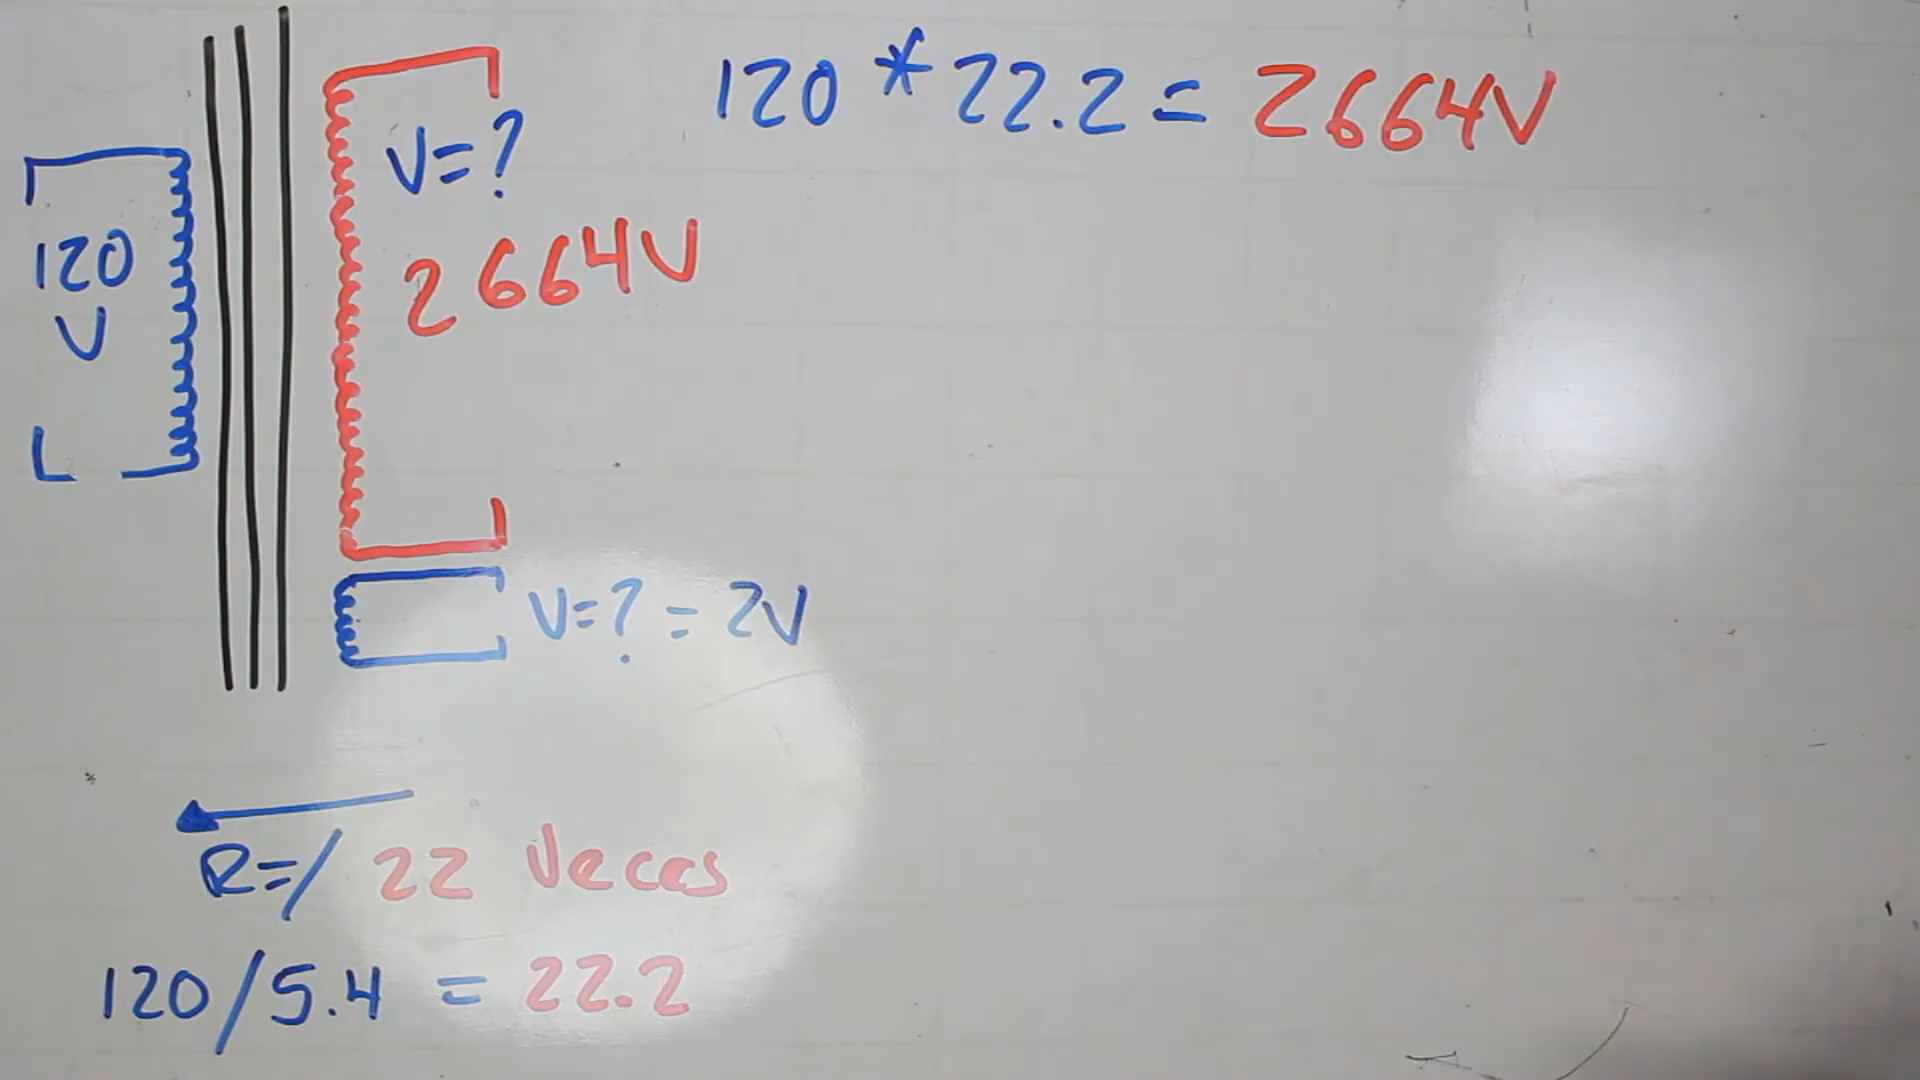 120 * 22.2 = 2664V
V=?
2664V
120
V
V=? = 2V
R=/ 22 Veces
120/5.4 = 22.2